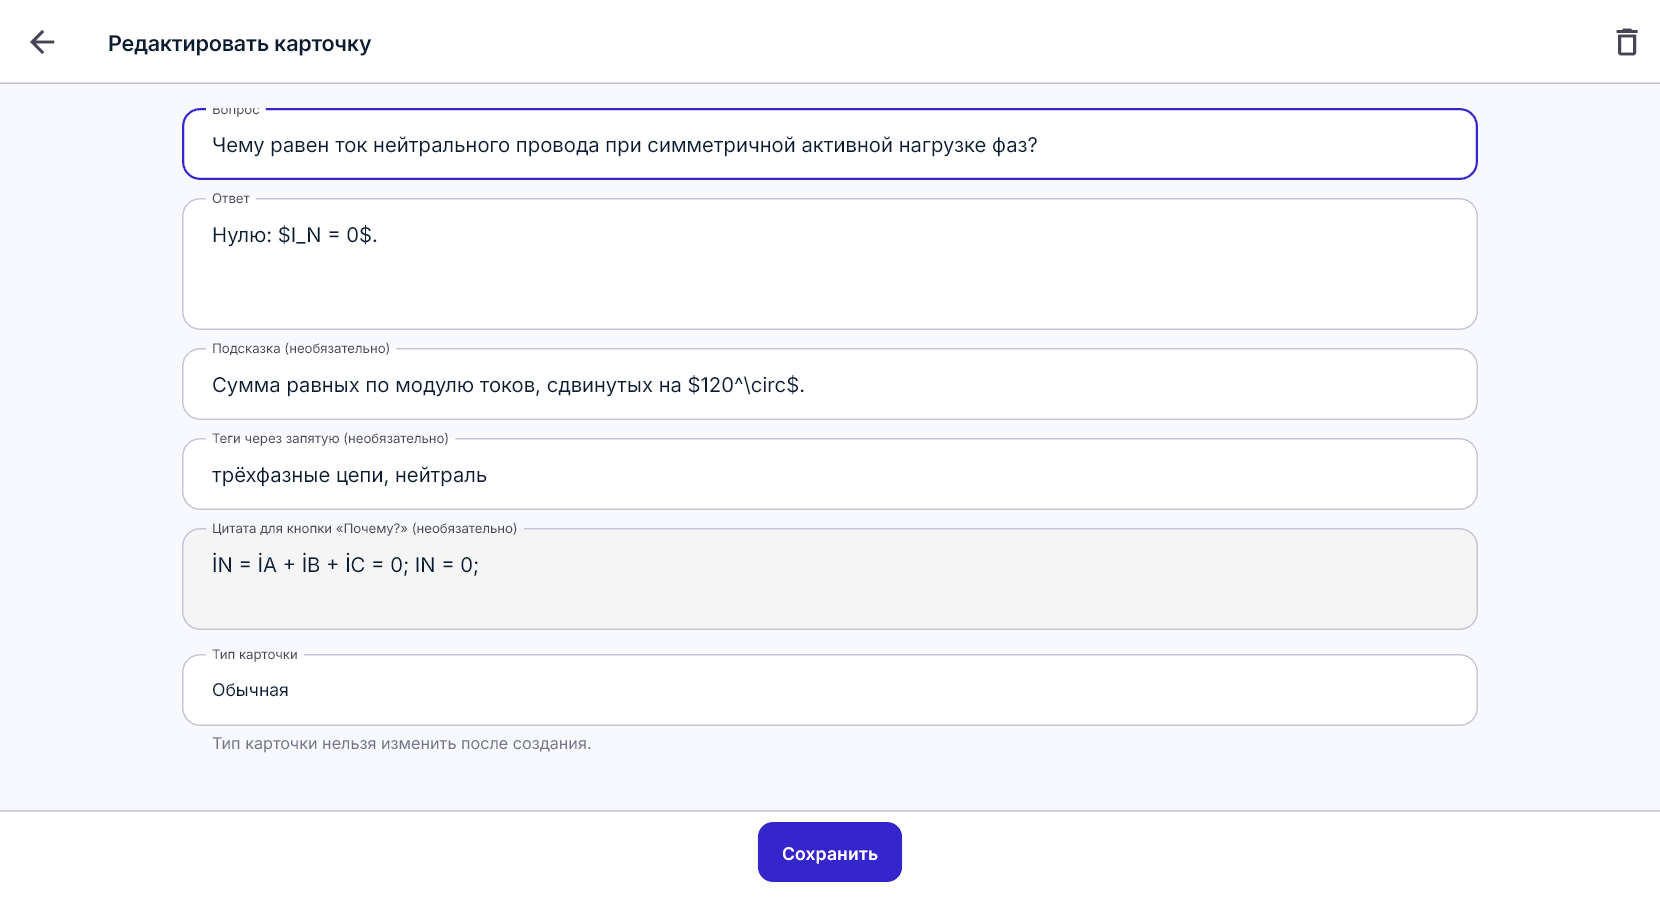 Редактировать карточку
Вопрос
Чему равен ток нейтрального провода при симметричной активной нагрузке фаз?
Ответ
Нулю: $I_N = 0$.
Подсказка (необязательно)
Сумма равных по модулю токов, сдвинутых на $120^\circ$.
Теги через запятую (необязательно)
трёхфазные цепи, нейтраль
Цитата для кнопки «Почему?» (необязательно)
İN = İA + İB + İC = 0; IN = 0;
Тип карточки
Обычная
Тип карточки нельзя изменить после создания.
Сохранить